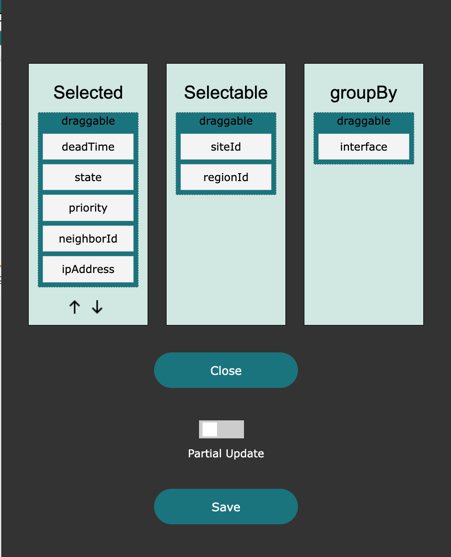 Selected
draggable
deadTime
state
priority
neighborId
ipAddress
Selectable
draggable
siteId
regionId
groupBy
draggable
interface
Close
Partial Update
Save